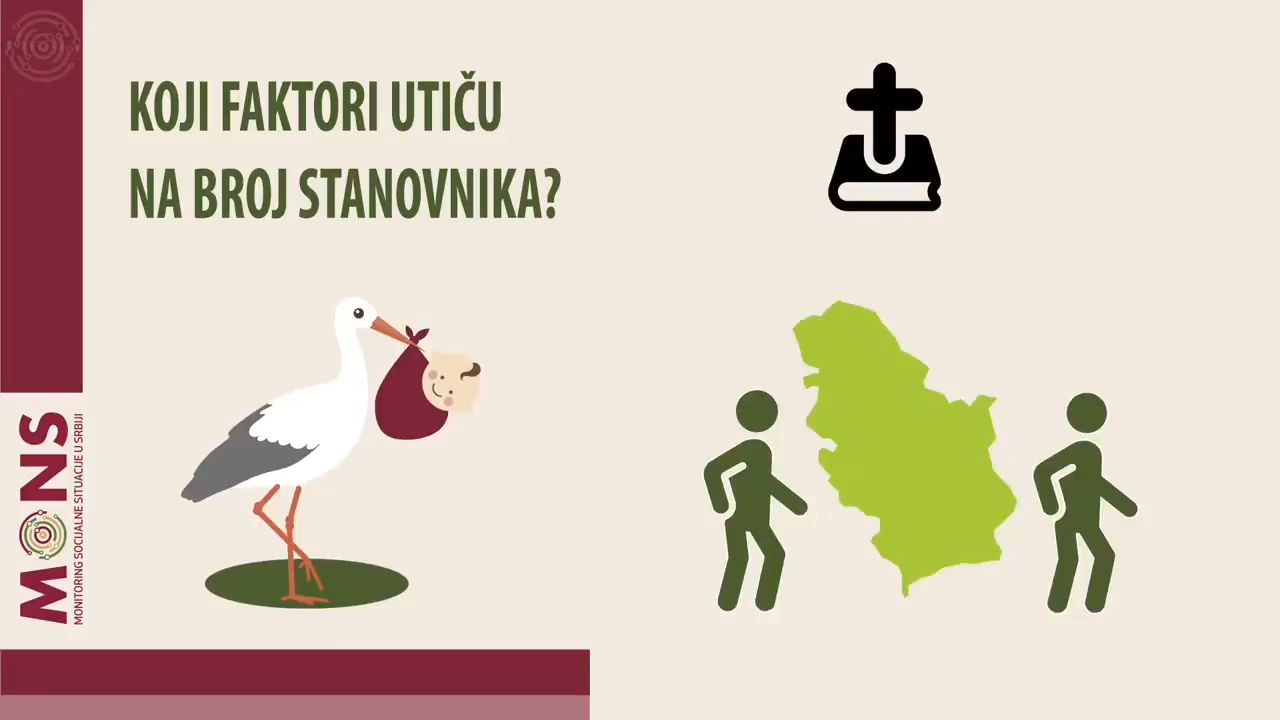 KOJI FAKTORI UTIČU
NA BROJ STANOVNIKA?
MONS
MONITORING SOCIJALNE SITUACIJE U SRBIJI